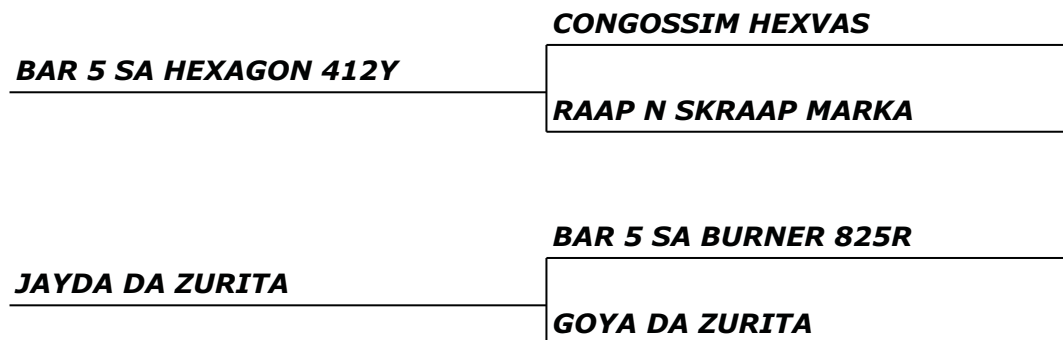 CONGOSSIM HEXVAS
BAR 5 SA HEXAGON 412Y
RAAP N SKRAAP MARKA
BAR 5 SA BURNER 825R
JAYDA DA ZURITA
GOYA DA ZURITA